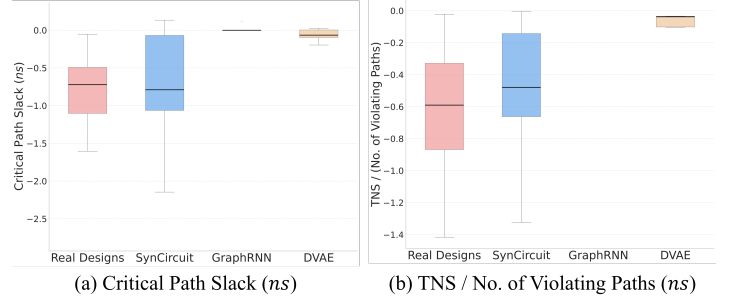 Critical Path Slack (ns)
0.0
−0.5
−1.0
−1.5
−2.0
−2.5
Real Designs SynCircuit GraphRNN DVAE
(a) Critical Path Slack (ns)
TNS / (No. of Violating Paths) (ns)
0.0
−0.2
−0.4
−0.6
−0.8
−1.0
−1.2
−1.4
Real Designs SynCircuit GraphRNN DVAE
(b) TNS / No. of Violating Paths (ns)